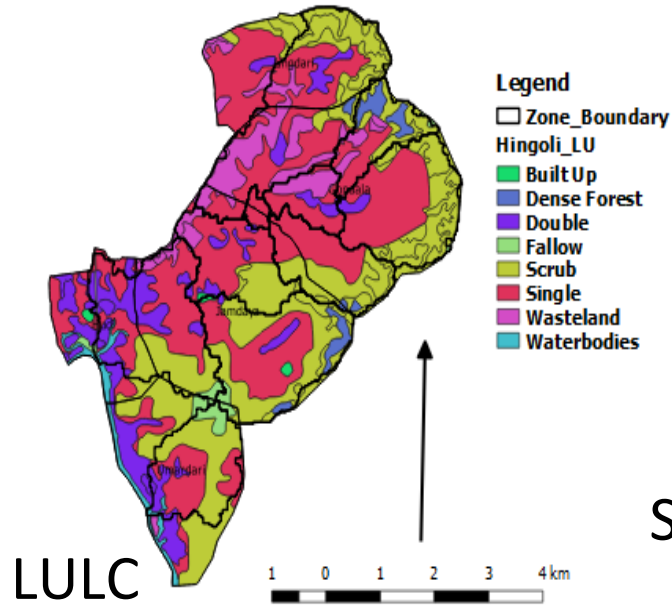 Legend
Zone_Boundary
Hingoli_LU
Built Up
Dense Forest
Double
Fallow
Scrub
Single
Wasteland
Waterbodies
Jamdaya
Umardari
S
LULC
1 0 1 2 3 4 km